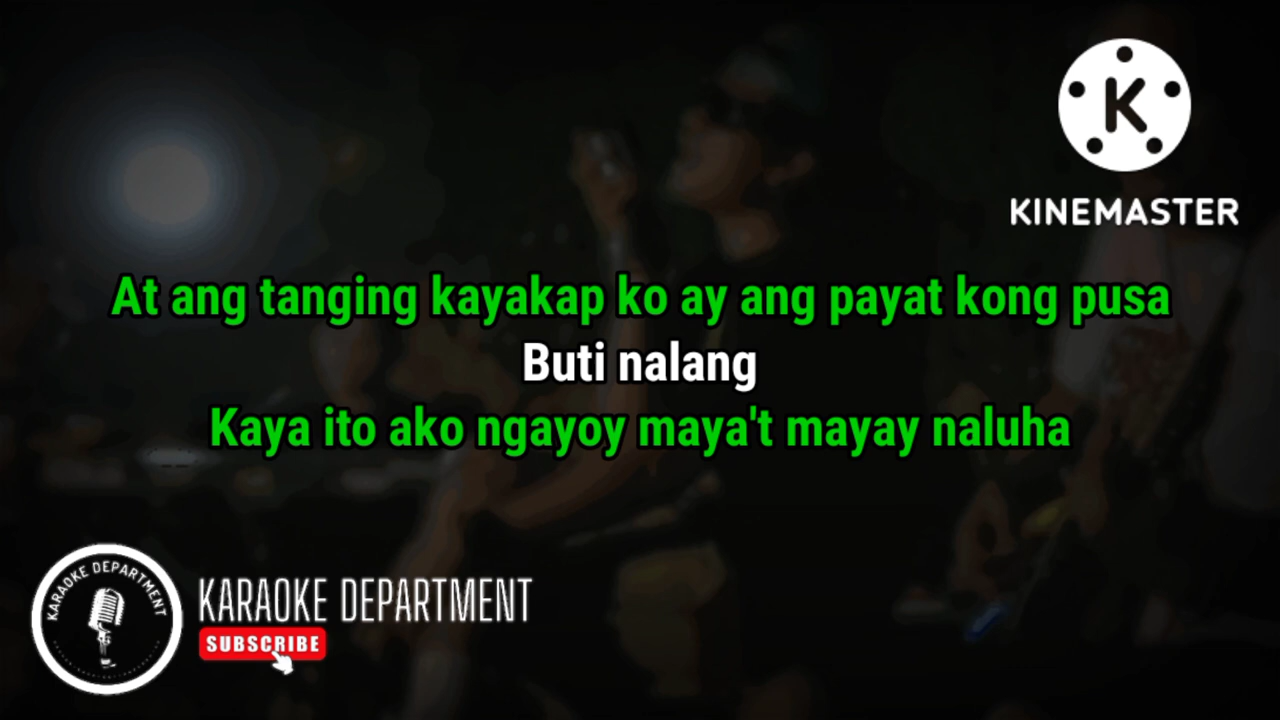 KINEMASTER
At ang tanging kayakap ko ay ang payat kong pusa
Buti nalang
Kaya ito ako ngayoy maya't mayay naluha
KARAOKE DEPARTMENT
KARAOKE DEPARTMENT
SUBSCRIBE